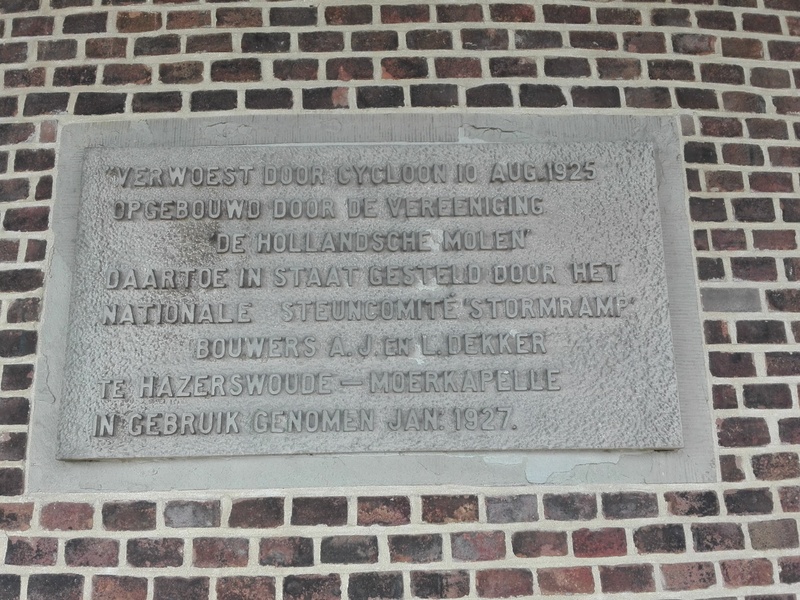 "VERWOEST DOOR CYCLOON 10 AUG. 1925
OPGEBOUWD DOOR DE VEREENIGING
'DE HOLLANDSCHE MOLEN'
DAARTOE IN STAAT GESTELD DOOR HET
NATIONALE STEUNCOMITÉ 'STORMRAMP'
BOUWERS A. J. EN L. DEKKER
TE HAZERSWOUDE — MOERKAPELLE
IN GEBRUIK GENOMEN JAN: 1927.